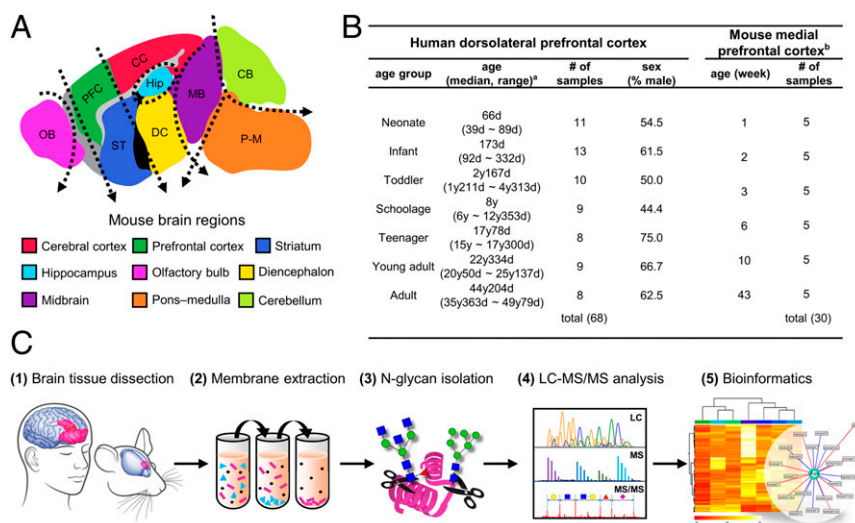 A
CC
Hip
PFC
CB
MB
OB
ST
DC
P-M
Mouse brain regions
Cerebral cortex
Prefrontal cortex
Striatum
Hippocampus
Olfactory bulb
Diencephalon
Midbrain
Pons–medulla
Cerebellum
B
Human dorsolateral prefrontal cortex
Mouse medial
prefrontal cortexᵇ
age group
age
(median, range)ᵃ
# of
samples
sex
(% male)
age (week)
# of
samples
Neonate
66d
(39d ~ 89d)
11
54.5
Infant
173d
(92d ~ 332d)
13
61.5
Toddler
2y167d
(1y211d ~ 4y313d)
10
50.0
Schoolage
8y
(6y ~ 12y353d)
9
44.4
Teenager
17y78d
(15y ~ 17y300d)
8
75.0
Young adult
22y334d
(20y50d ~ 25y137d)
9
66.7
Adult
44y204d
(35y363d ~ 49y79d)
8
62.5
total (68)
1
5
2
5
3
5
6
5
10
5
43
5
total (30)
C
(1) Brain tissue dissection
(2) Membrane extraction
(3) N-glycan isolation
(4) LC-MS/MS analysis
(5) Bioinformatics
LC
MS
MS/MS